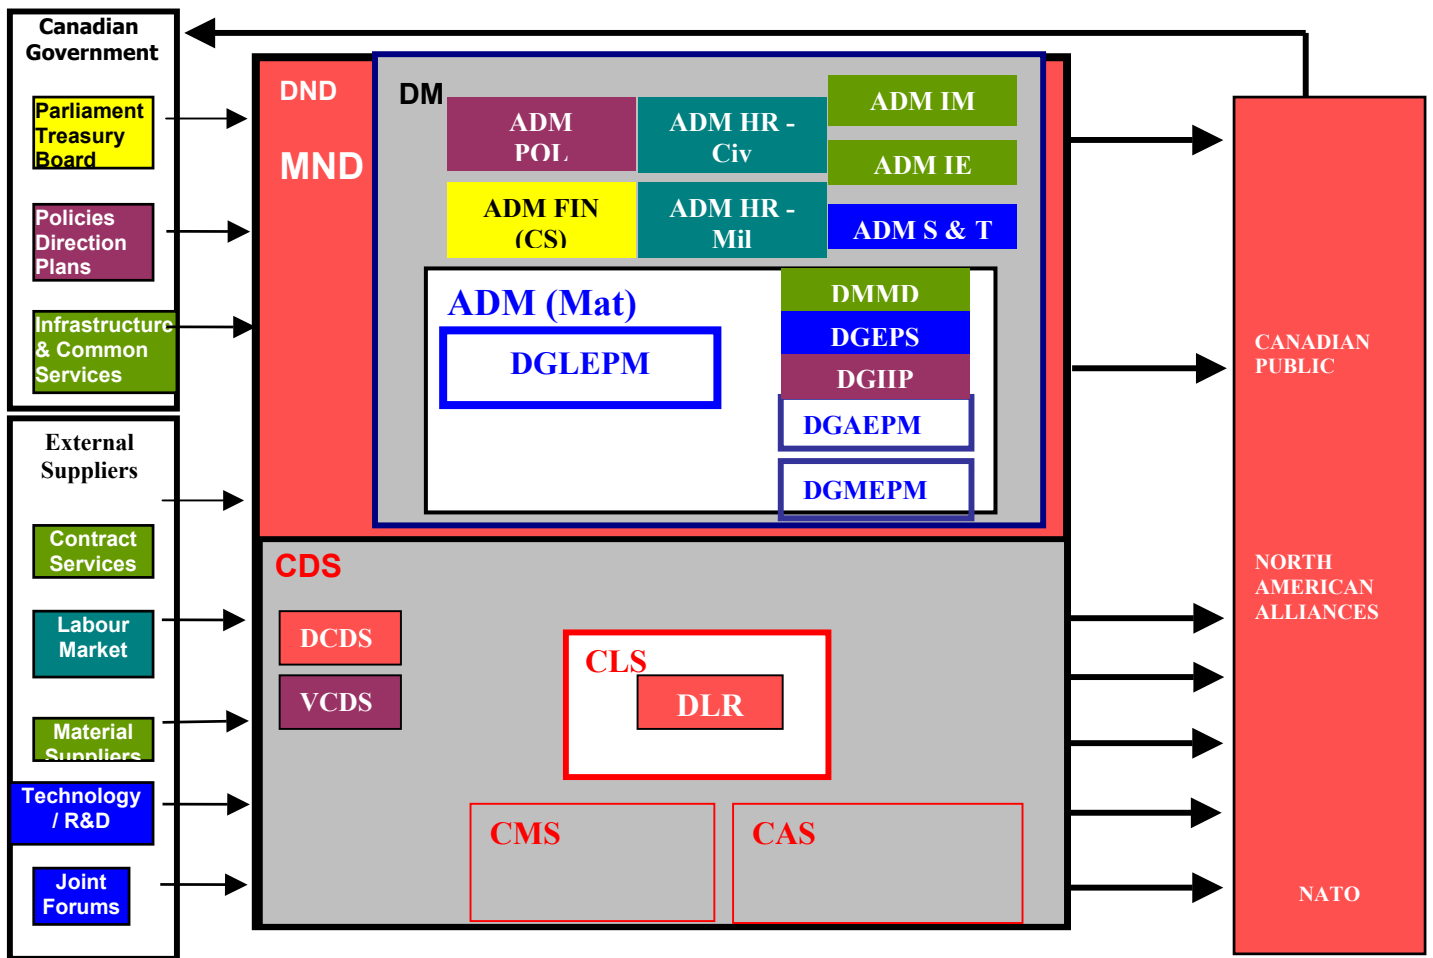 Canadian
Government
Parliament
Treasury
Board
Policies
Direction
Plans
Infrastructure
& Common
Services
External
Suppliers
Contract
Services
Labour
Market
Material
Suppliers
Technology
/ R&D
Joint
Forums
DND
MND
DM
ADM
POL
ADM HR -
Civ
ADM IM
ADM IE
ADM FIN
(CS)
ADM HR -
Mil
ADM S & T
ADM (Mat)
DGLEPM
DMMD
DGEPS
DGIIP
DGAEPM
DGMEPM
CDS
DCDS
VCDS
CLS
DLR
CMS
CAS
CANADIAN
PUBLIC
NORTH
AMERICAN
ALLIANCES
NATO